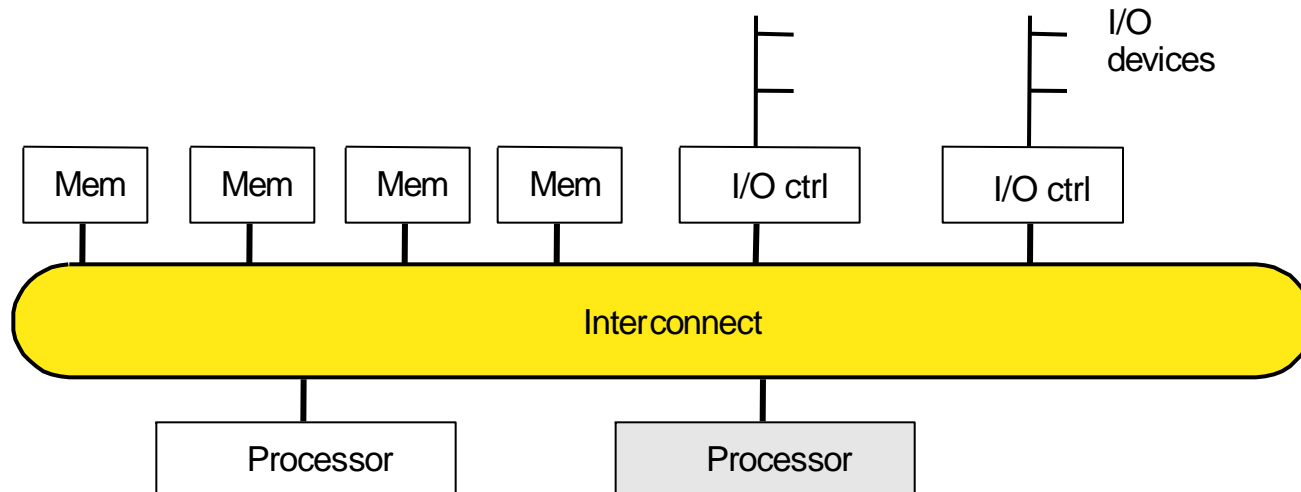 I/O
devices
Mem
Mem
Mem
Mem
I/O ctrl
I/O ctrl
Interconnect
Processor
Processor